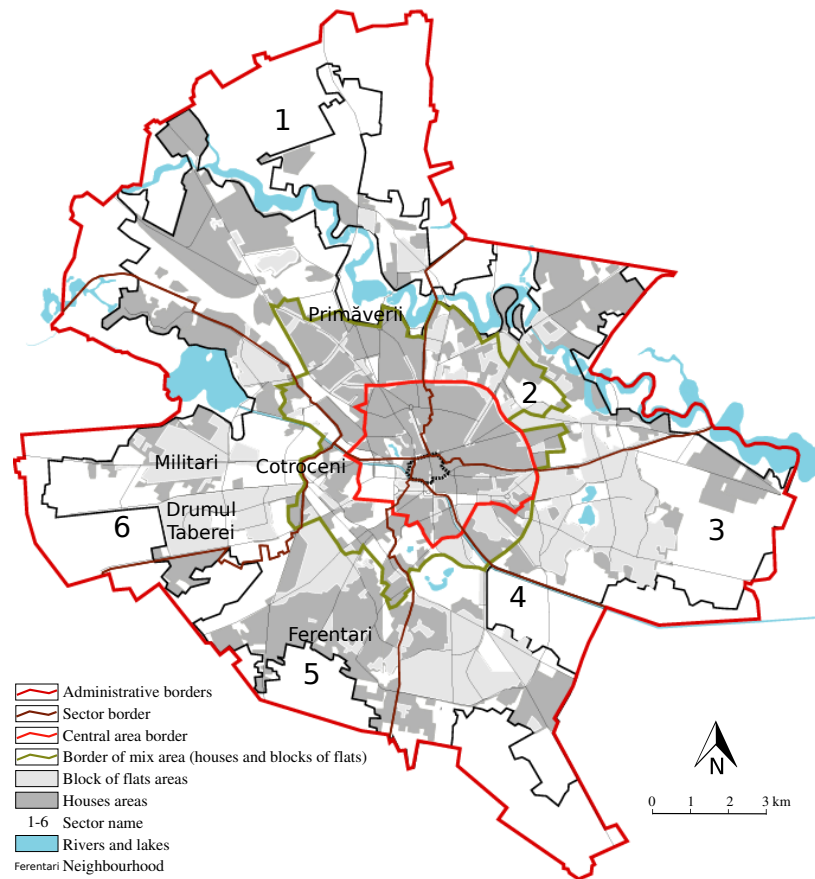 1
Primăverii
2
Militari
Cotroceni
Drumul
Taberei
6
3
4
Ferentari
5
Administrative borders
Sector border
Central area border
Border of mix area (houses and blocks of flats)
Block of flats areas
Houses areas
1-6 Sector name
Rivers and lakes
Ferentari Neighbourhood
N
0 1 2 3 km